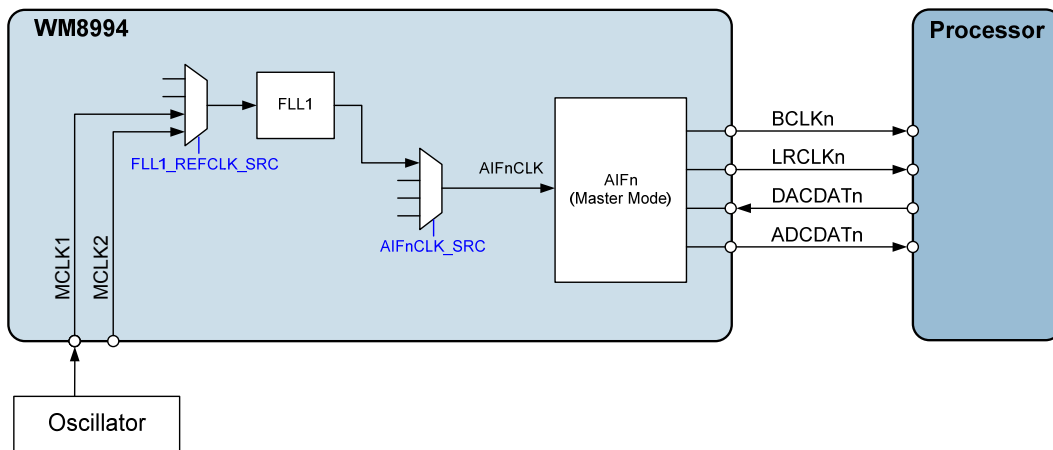 WM8994
Processor
FLL1
FLL1_REFCLK_SRC
AIFnCLK
AIFnCLK_SRC
AIFn
(Master Mode)
BCLKn
LRCLKn
DACDATn
ADCDATn
MCLK1
MCLK2
Oscillator